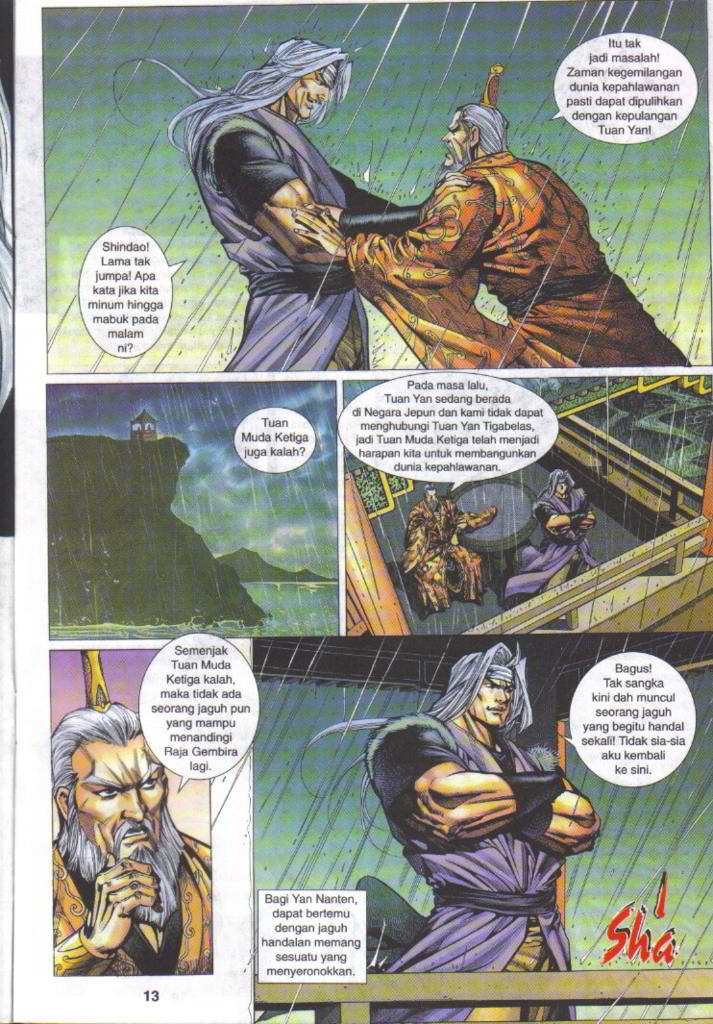 Itu tak
jadi masalah!
Zaman kegemilangan
dunia kepahlawanan
pasti dapat dipulihkan
dengan kepulangan
Tuan Yan!
Shindao!
Lama tak
jumpa! Apa
kata jika kita
minum hingga
mabuk pada
malam
ni?
Tuan
Muda Ketiga
juga kalah?
Pada masa lalu,
Tuan Yan sedang berada
di Negara Jepun dan kami tidak dapat
menghubungi Tuan Yan Tigabelas,
jadi Tuan Muda Ketiga telah menjadi
harapan kita untuk membangunkan
dunia kepahlawanan.
Semenjak
Tuan Muda
Ketiga kalah,
maka tidak ada
seorang jaguh pun
yang mampu
menandingi
Raja Gembira
lagi.
Bagus!
Tak sangka
kini dah muncul
seorang jaguh
yang begitu handal
sekali! Tidak sia-sia
aku kembali
ke sini.
Bagi Yan Nanten,
dapat bertemu
dengan jaguh
handalan memang
sesuatu yang
menyeronokkan.
Sha!
13